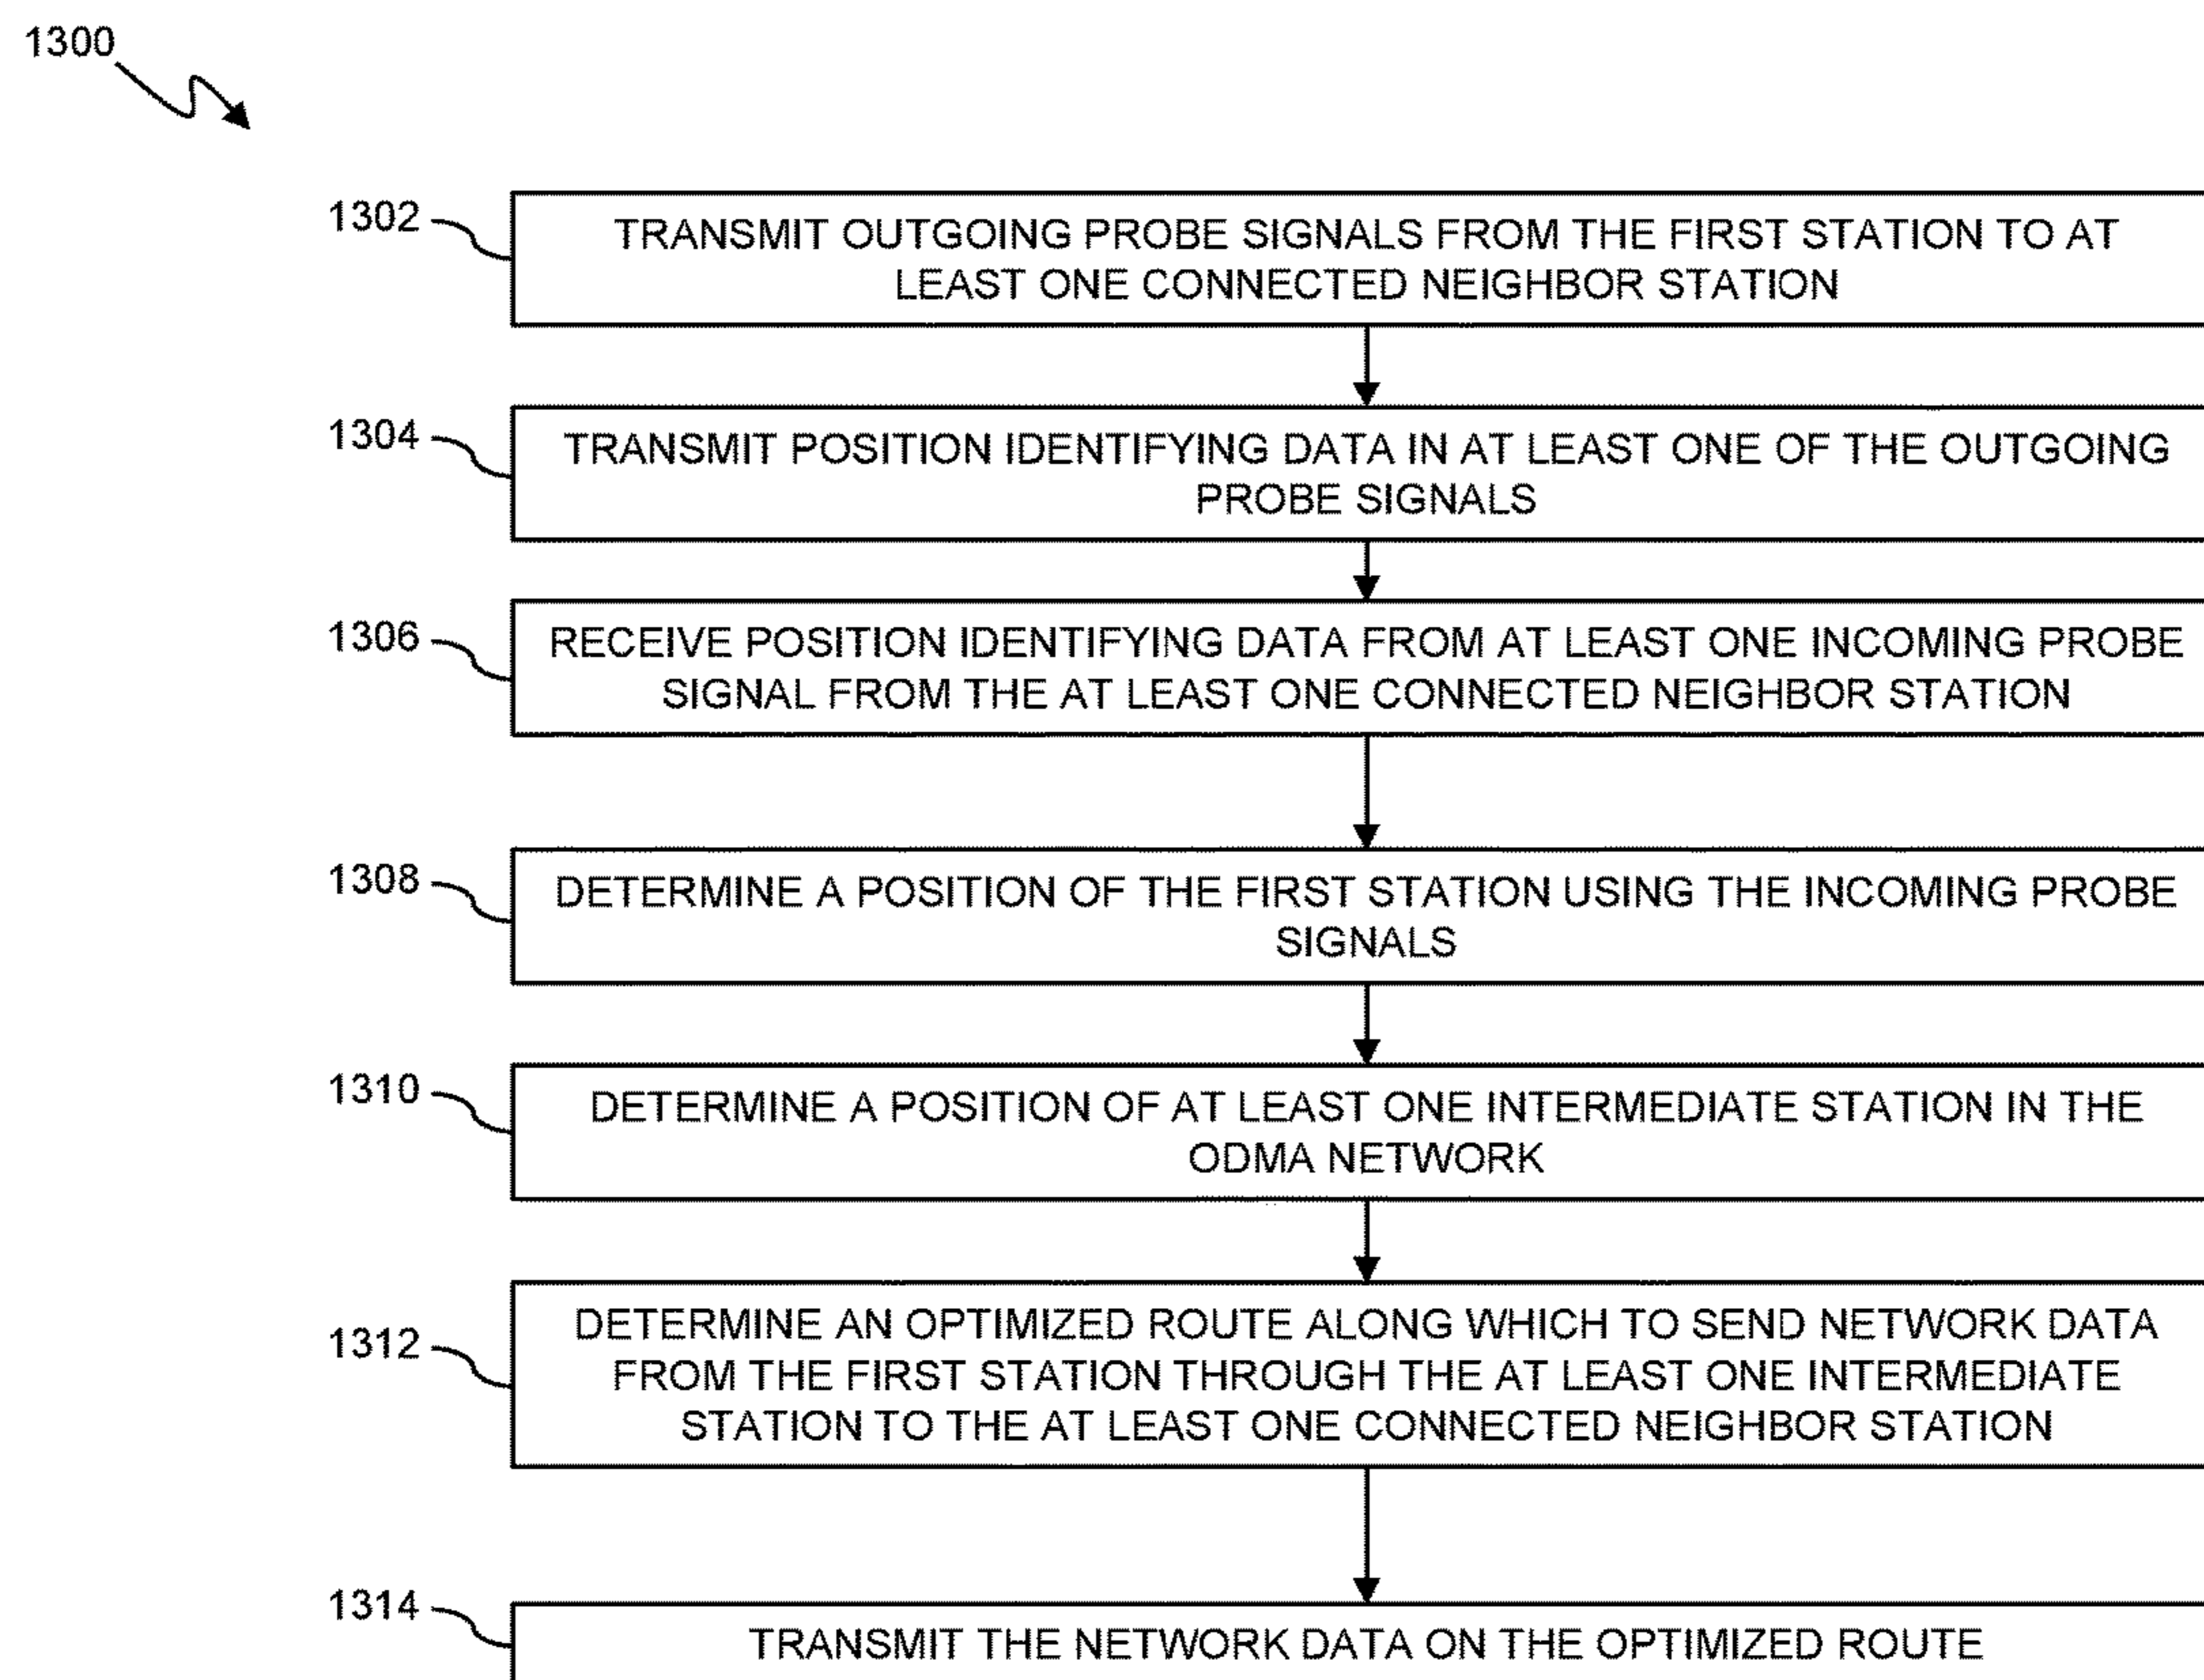 1300
1302
TRANSMIT OUTGOING PROBE SIGNALS FROM THE FIRST STATION TO AT
LEAST ONE CONNECTED NEIGHBOR STATION
1304
TRANSMIT POSITION IDENTIFYING DATA IN AT LEAST ONE OF THE OUTGOING
PROBE SIGNALS
1306
RECEIVE POSITION IDENTIFYING DATA FROM AT LEAST ONE INCOMING PROBE
SIGNAL FROM THE AT LEAST ONE CONNECTED NEIGHBOR STATION
1308
DETERMINE A POSITION OF THE FIRST STATION USING THE INCOMING PROBE
SIGNALS
1310
DETERMINE A POSITION OF AT LEAST ONE INTERMEDIATE STATION IN THE
ODMA NETWORK
1312
DETERMINE AN OPTIMIZED ROUTE ALONG WHICH TO SEND NETWORK DATA
FROM THE FIRST STATION THROUGH THE AT LEAST ONE INTERMEDIATE
STATION TO THE AT LEAST ONE CONNECTED NEIGHBOR STATION
1314
TRANSMIT THE NETWORK DATA ON THE OPTIMIZED ROUTE